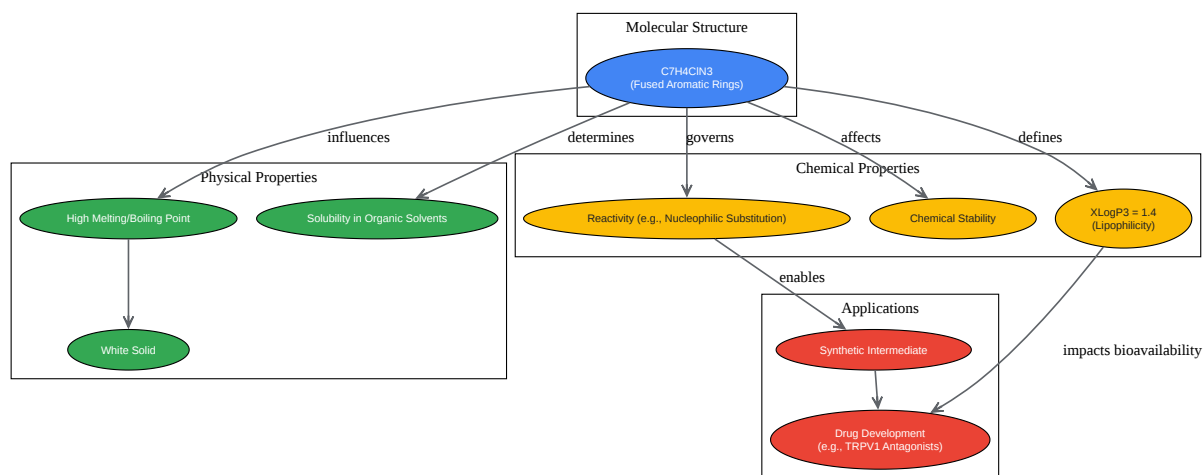 Molecular Structure
C7H4ClN3
(Fused Aromatic Rings)
influences
determines
governs
affects
defines
Physical Properties
Chemical Properties
High Melting/Boiling Point
Solubility in Organic Solvents
Reactivity (e.g., Nucleophilic Substitution)
Chemical Stability
XLogP3 = 1.4
(Lipophilicity)
enables
Applications
White Solid
Synthetic Intermediate
impacts bioavailability
Drug Development
(e.g., TRPV1 Antagonists)